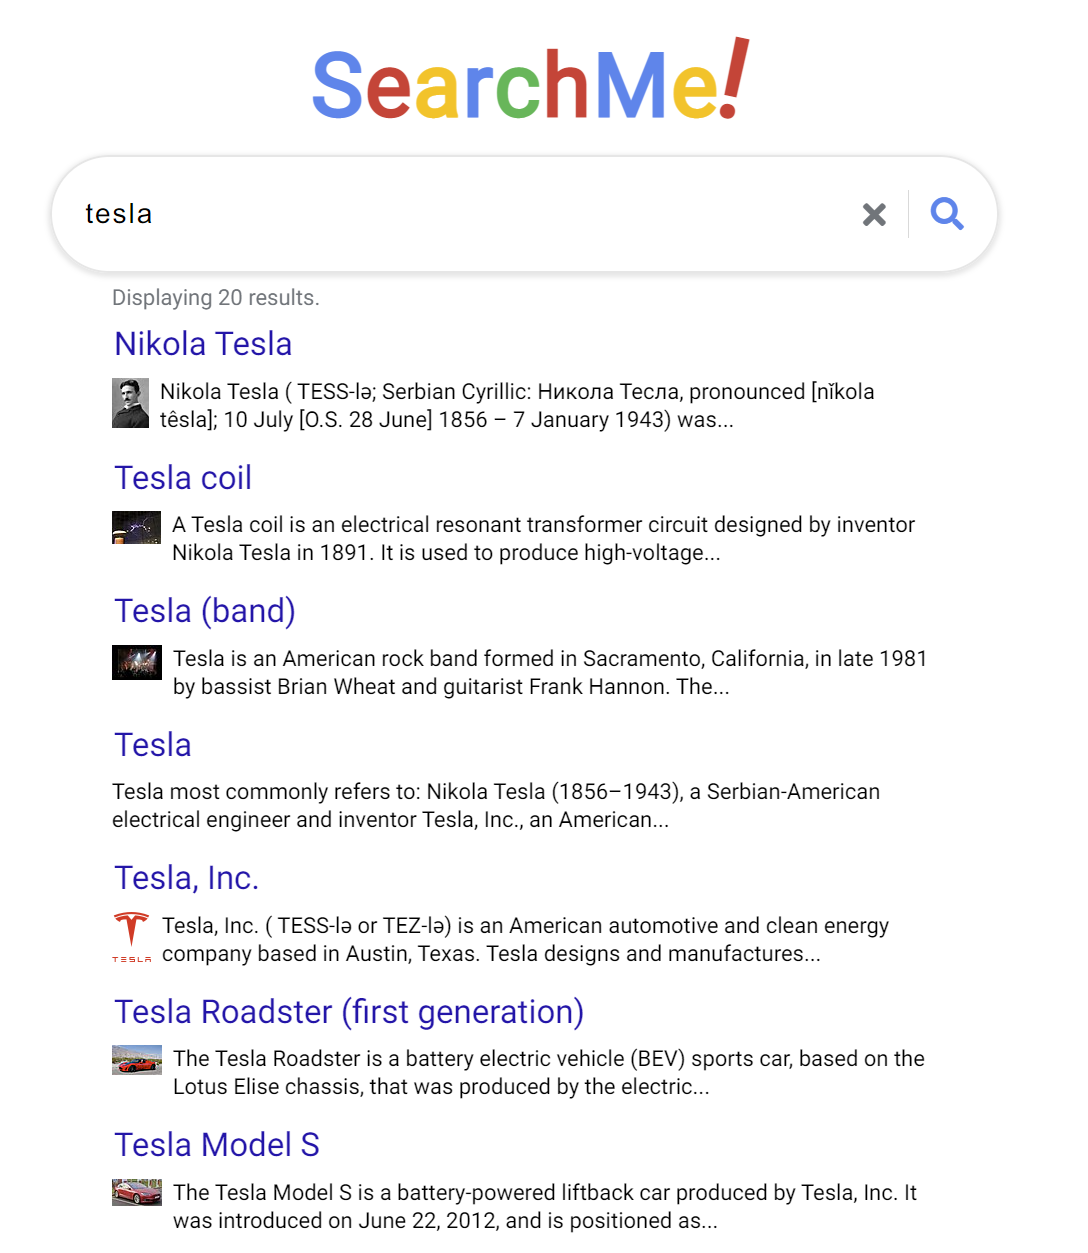 SearchMe!
tesla
Displaying 20 results.
Nikola Tesla
Nikola Tesla ( TESS-lə; Serbian Cyrillic: Никола Тесла, pronounced [nǐkola
têsla]; 10 July [O.S. 28 June] 1856 – 7 January 1943) was...
Tesla coil
A Tesla coil is an electrical resonant transformer circuit designed by inventor
Nikola Tesla in 1891. It is used to produce high-voltage...
Tesla (band)
Tesla is an American rock band formed in Sacramento, California, in late 1981
by bassist Brian Wheat and guitarist Frank Hannon. The...
Tesla
Tesla most commonly refers to: Nikola Tesla (1856–1943), a Serbian-American
electrical engineer and inventor Tesla, Inc., an American...
Tesla, Inc.
Tesla, Inc. ( TESS-lə or TEZ-lə) is an American automotive and clean energy
TESLA company based in Austin, Texas. Tesla designs and manufactures...
Tesla Roadster (first generation)
The Tesla Roadster is a battery electric vehicle (BEV) sports car, based on the
Lotus Elise chassis, that was produced by the electric...
Tesla Model S
The Tesla Model S is a battery-powered liftback car produced by Tesla, Inc. It
was introduced on June 22, 2012, and is positioned as...